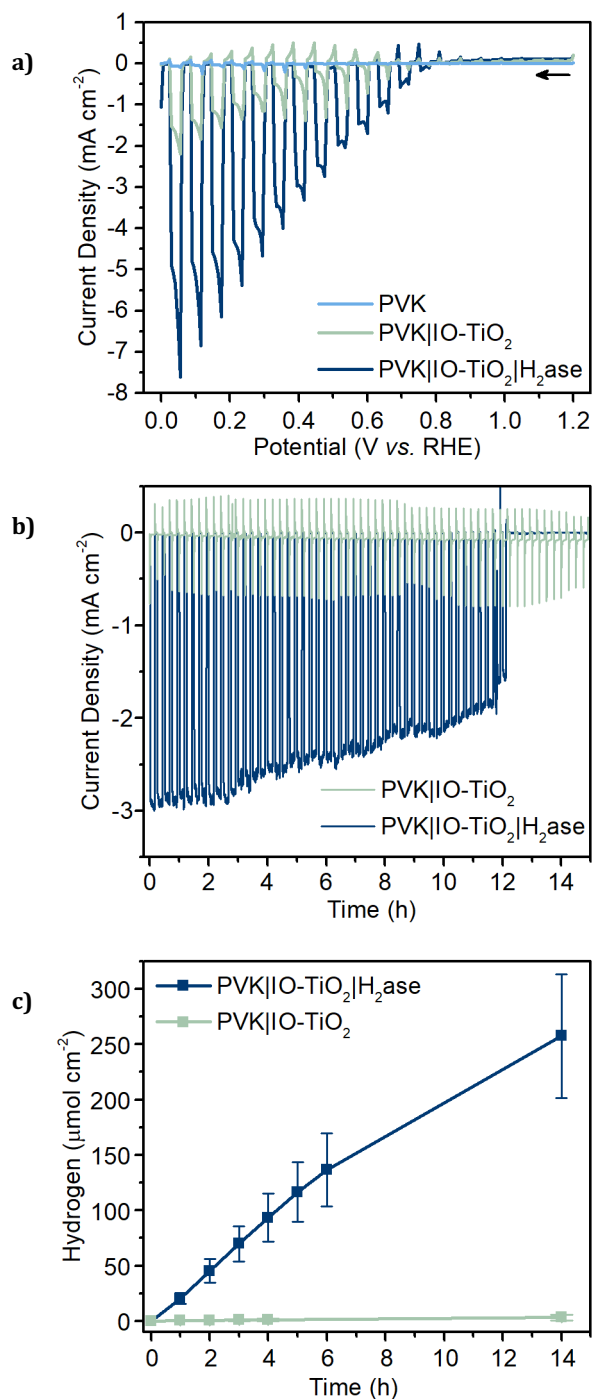 a)
1
0
-1
-2
-3
-4
-5
-6
-7
-8
Current Density (mA cm-2)
PVK
PVK|IO-TiO2
PVK|IO-TiO2|H2ase
0.0 0.2 0.4 0.6 0.8 1.0 1.2
Potential (V vs. RHE)
b)
0
-1
-2
-3
Current Density (mA cm-2)
PVK|IO-TiO2
PVK|IO-TiO2|H2ase
0 2 4 6 8 10 12 14
Time (h)
c)
300
250
200
150
100
50
0
Hydrogen (μmol cm-2)
PVK|IO-TiO2|H2ase
PVK|IO-TiO2
0 2 4 6 8 10 12 14
Time (h)